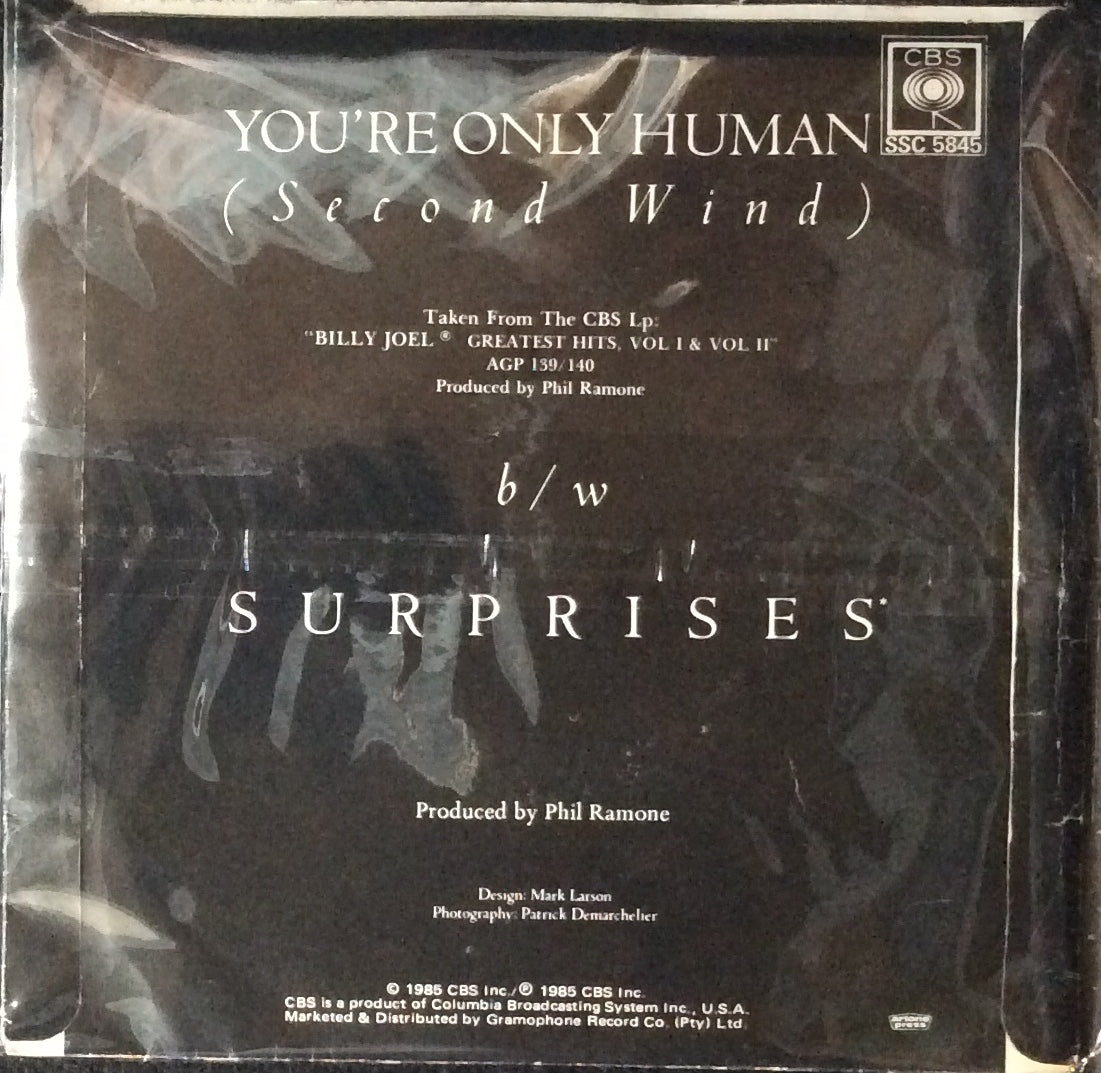 CBS
SSC 5845
YOU'RE ONLY HUMAN
(Second Wind)
Taken From The CBS Lp:
"BILLY JOEL ® GREATEST HITS, VOL I & VOL II"
AGP 139/140
Produced by Phil Ramone
b/w
SURPRISES*
Produced by Phil Ramone
Design: Mark Larson
Photography: Patrick Demarchelier
© 1985 CBS Inc./℗ 1985 CBS Inc.
CBS is a product of Columbia Broadcasting System Inc., U.S.A.
Marketed & Distributed by Gramophone Record Co. (Pty) Ltd.
artone
press